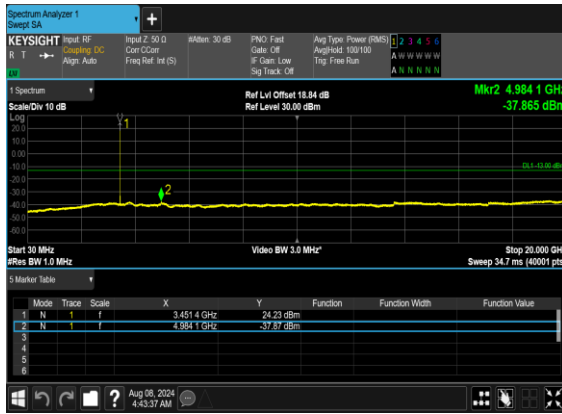 Spectrum Analyzer 1
Swept SA
+
KEYSIGHT Input: RF Input Z: 50 Ω #Atten: 30 dB PNO: Fast Avg Type: Power (RMS) 1 2 3 4 5 6
R T Coupling: DC Corr CCorr Gate: Off Avg|Hold: 100/100 A W W W W W
Align: Auto Freq Ref: Int (S) IF Gain: Low Trig: Free Run
Sig Track: Off A N N N N N
LXI
1 Spectrum Ref Lvl Offset 18.84 dB Mkr2 4.984 1 GHz
Scale/Div 10 dB Ref Level 30.00 dBm -37.865 dBm
Log
20.0
10.0
0.00
-10.0
-20.0
-30.0
-40.0
-50.0
-60.0
1
2
DL1 -13.00 dBm
Start 30 MHz Video BW 3.0 MHz* Stop 20.000 GHz
#Res BW 1.0 MHz Sweep 34.7 ms (40001 pts)
5 Marker Table
Mode Trace Scale X Y Function Function Width Function Value
1 N 1 f 3.451 4 GHz 24.23 dBm
2 N 1 f 4.984 1 GHz -37.87 dBm
3
4
5
6
? Aug 08, 2024
4:43:37 AM